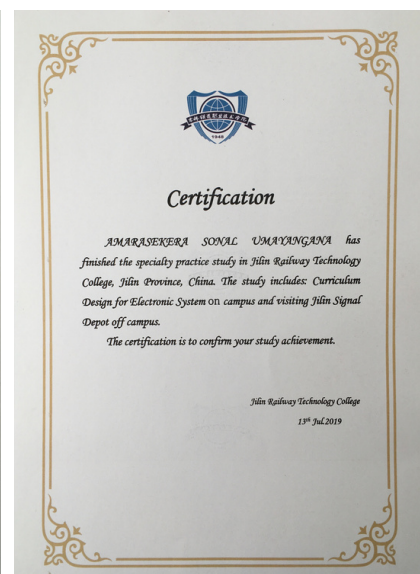 1948
Certification
AMARASEKERA SONAL UMAYANGANA has
finished the specialty practice study in Jilin Railway Technology
College, Jilin Province, China. The study includes: Curriculum
Design for Electronic System on campus and visiting Jilin Signal
Depot off campus.
The certification is to confirm your study achievement.
Jilin Railway Technology College
13th Jul.2019